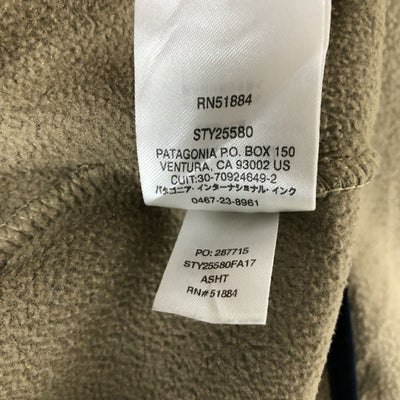 RN51884
STY25580
PATAGONIA P.O. BOX 150
VENTURA, CA 93002 US
CUIT:30-70924649-2
パタゴニア・インターナショナル・インク
0467-23-8961
PO: 287715
STY25580FA17
ASHT
RN# 51884